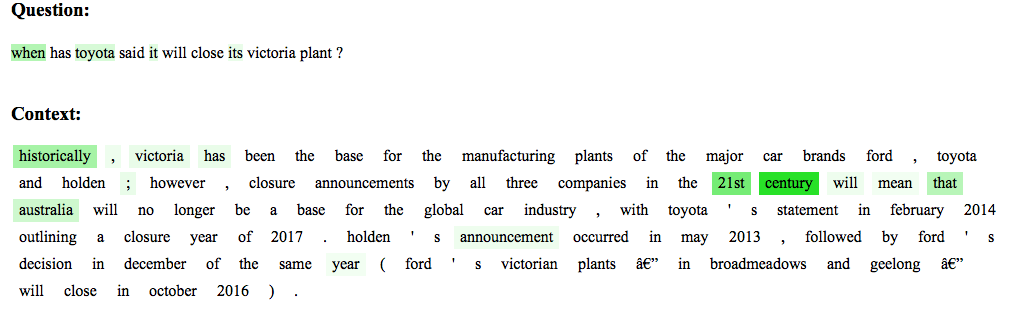 Question:
when has toyota said it will close its victoria plant ?
Context:
historically , victoria has been the base for the manufacturing plants of the major car brands ford , toyota
and holden ; however , closure announcements by all three companies in the 21st century will mean that
australia will no longer be a base for the global car industry , with toyota ' s statement in february 2014
outlining a closure year of 2017 . holden ' s announcement occurred in may 2013 , followed by ford ' s
decision in december of the same year ( ford ' s victorian plants â€” in broadmeadows and geelong â€”
will close in october 2016 ) .